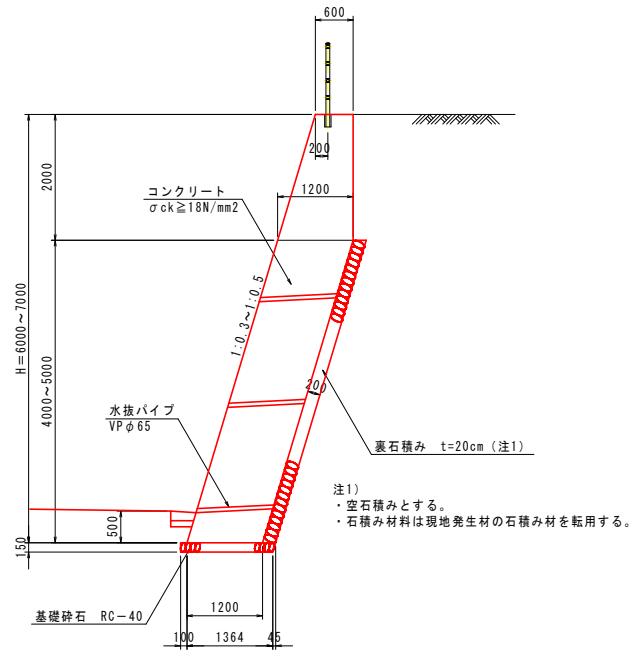 600
200
2000
コンクリート
σck≧18N/mm2
1200
1:0.3~1:0.5
H=6000~7000
4000~5000
200
水抜パイプ
VPφ65
裏石積み t=20cm (注1)
注1)
・空石積みとする。
・石積み材料は現地発生材の石積み材を転用する。
500
150
1200
基礎砕石 RC-40
100
1364
45